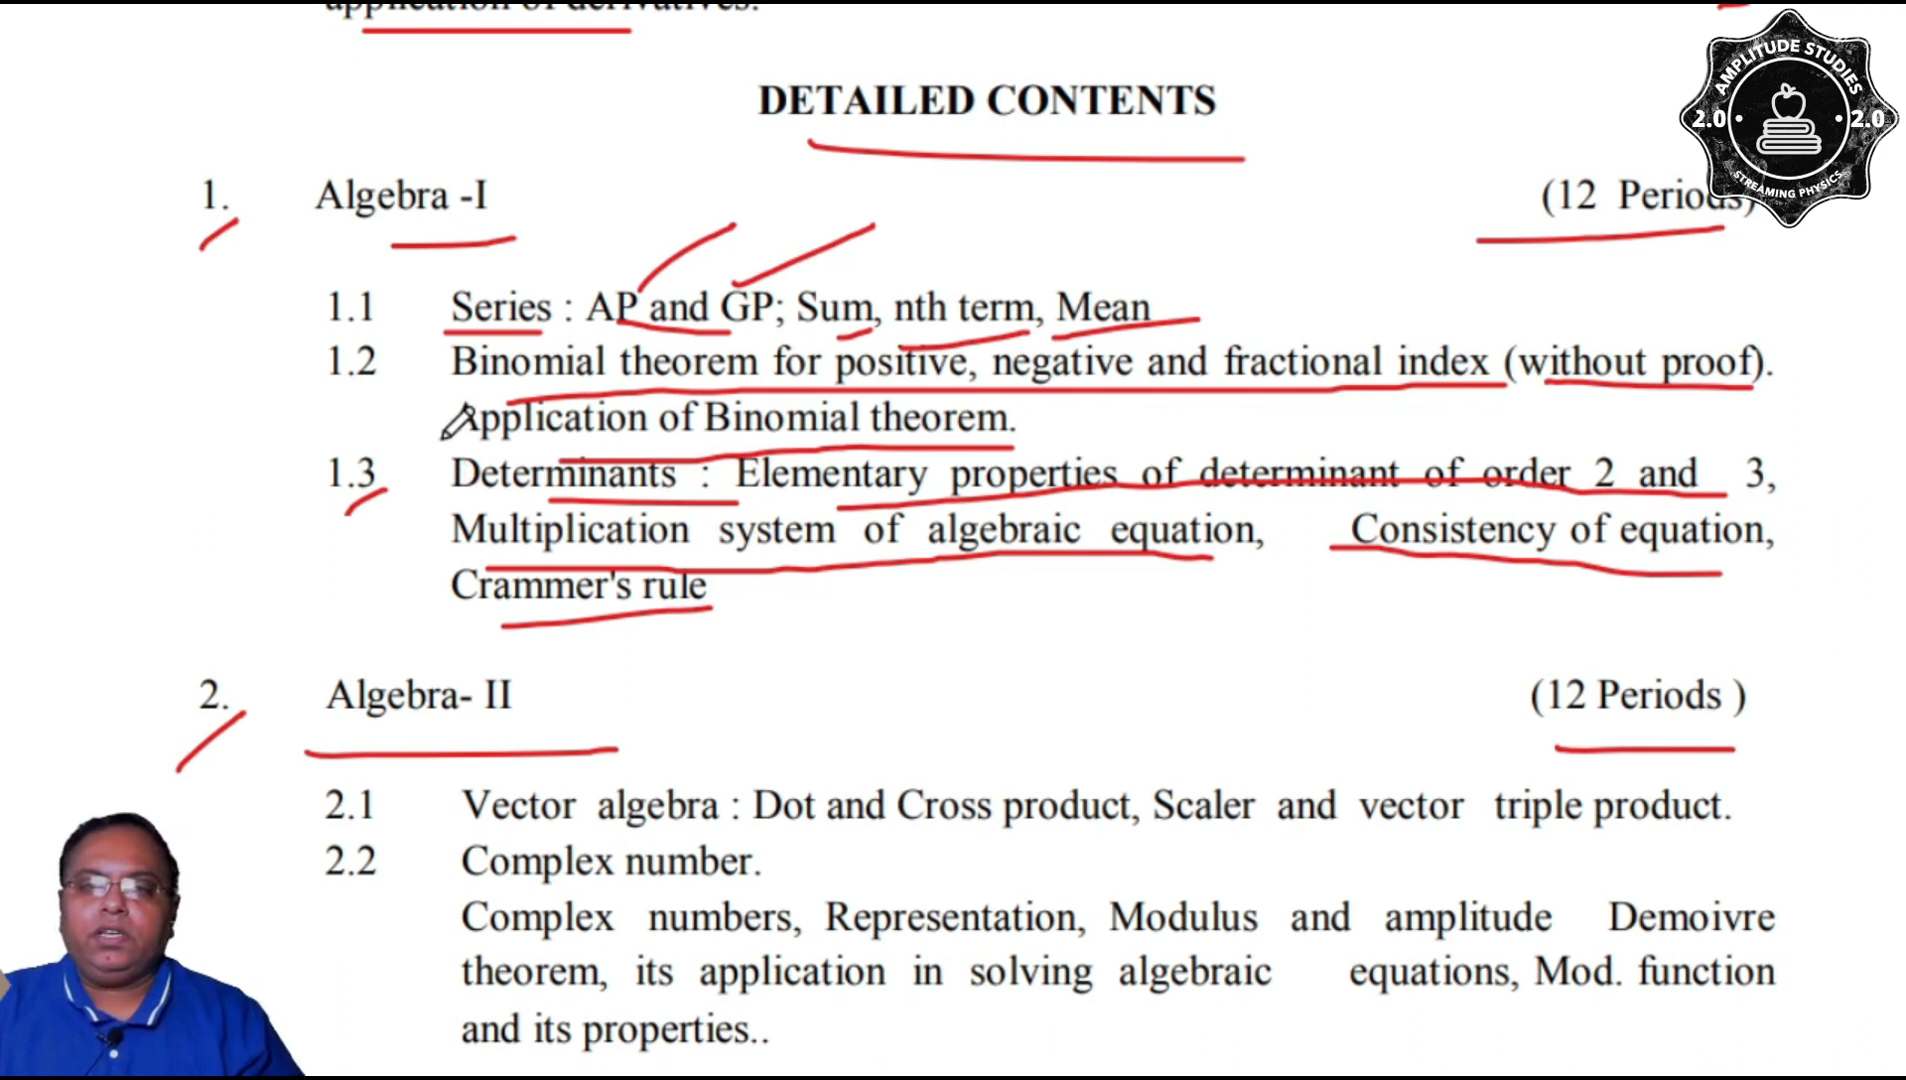 application of derivatives.
AMPLITUDE STUDIES
2.0 • • 2.0
STREAMING PHYSICS
DETAILED CONTENTS
1. Algebra -I (12 Periods)
1.1 Series : AP and GP; Sum, nth term, Mean
1.2 Binomial theorem for positive, negative and fractional index (without proof).
Application of Binomial theorem.
1.3 Determinants : Elementary properties of determinant of order 2 and 3,
Multiplication system of algebraic equation, Consistency of equation,
Crammer's rule
2. Algebra- II (12 Periods )
2.1 Vector algebra : Dot and Cross product, Scaler and vector triple product.
2.2 Complex number.
Complex numbers, Representation, Modulus and amplitude Demoivre
theorem, its application in solving algebraic equations, Mod. function
and its properties..